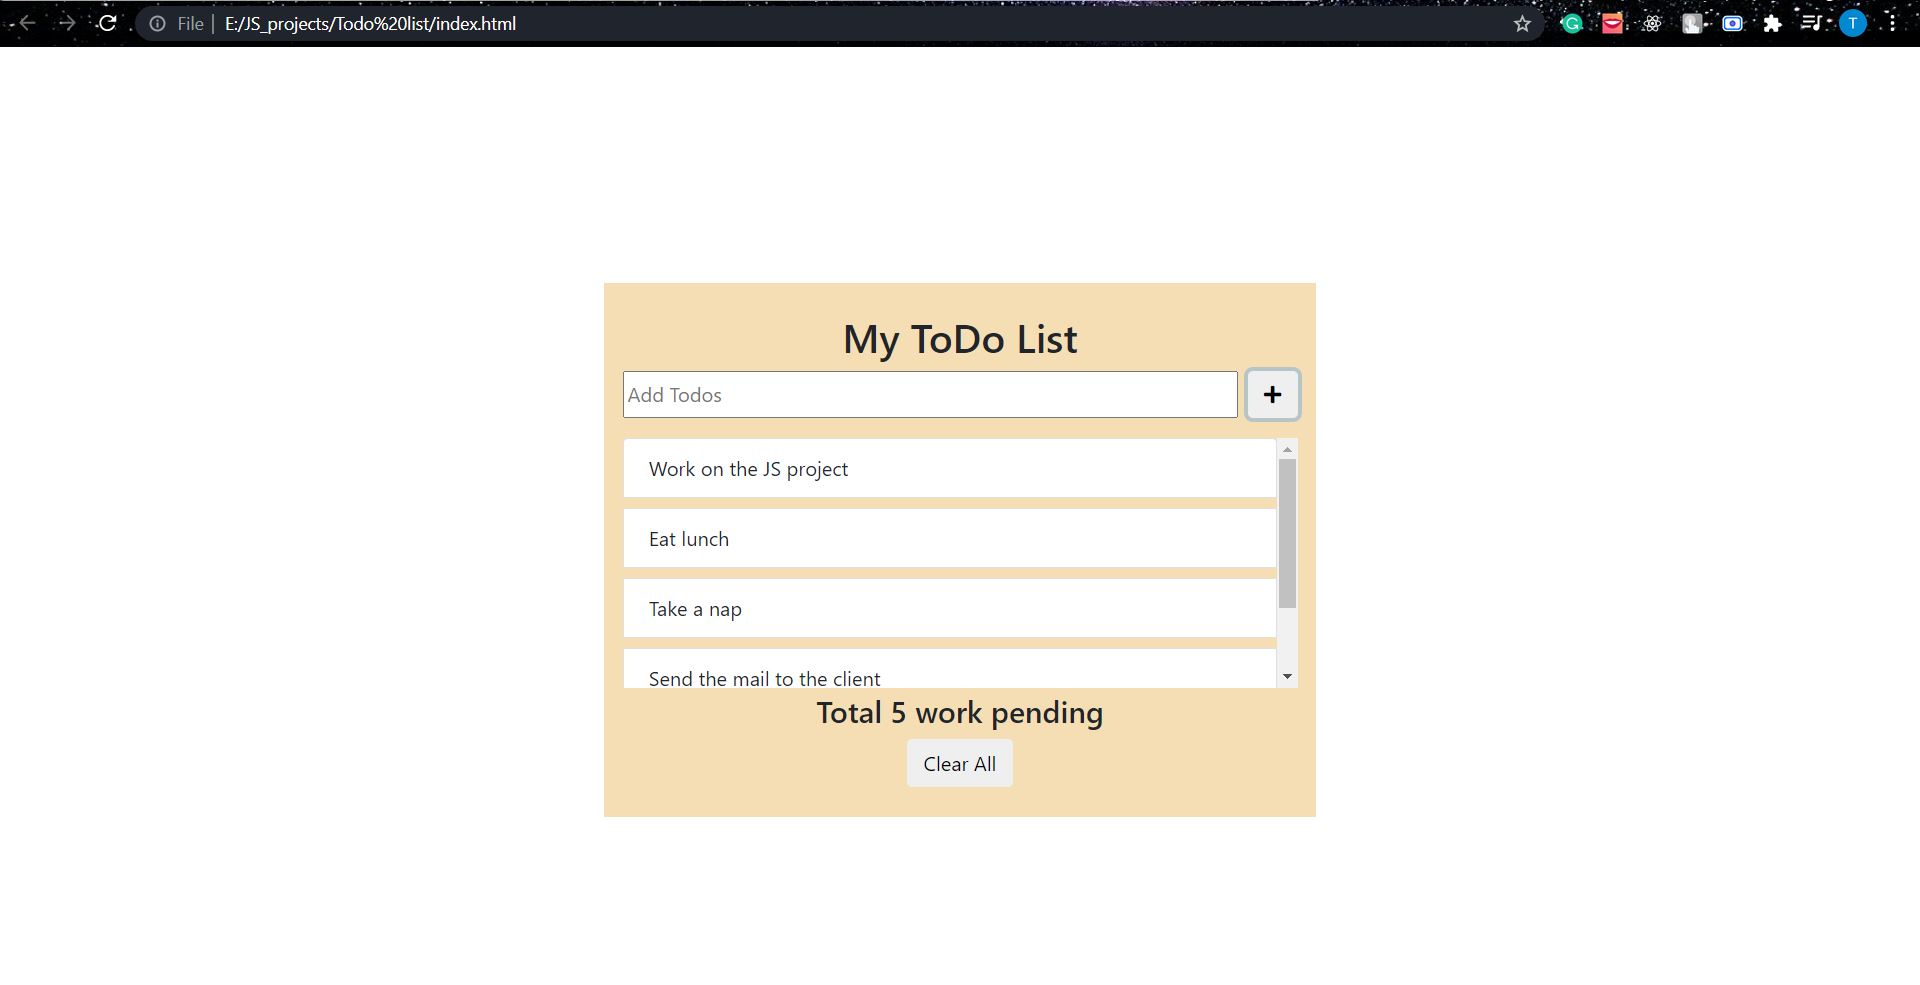 File | E:/JS_projects/Todo%20list/index.html
T
My ToDo List
Add Todos
+
Work on the JS project
Eat lunch
Take a nap
Send the mail to the client
Total 5 work pending
Clear All